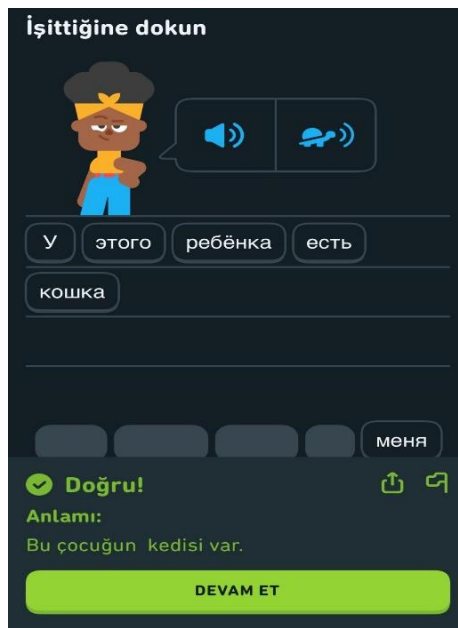 İşittiğine dokun
У этого ребёнка есть
кошка
меня
Doğru!
Anlamı:
Bu çocuğun kedisi var.
DEVAM ET